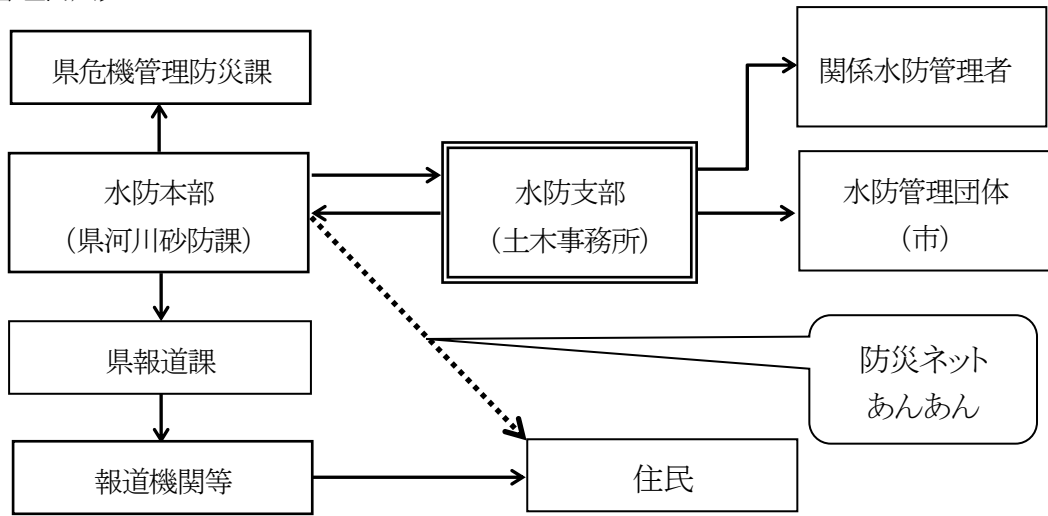 県危機管理防災課
関係水防管理者
水防本部
（県河川砂防課）
水防支部
（土木事務所）
水防管理団体
（市）
県報道課
防災ネット
あんあん
報道機関等
住民